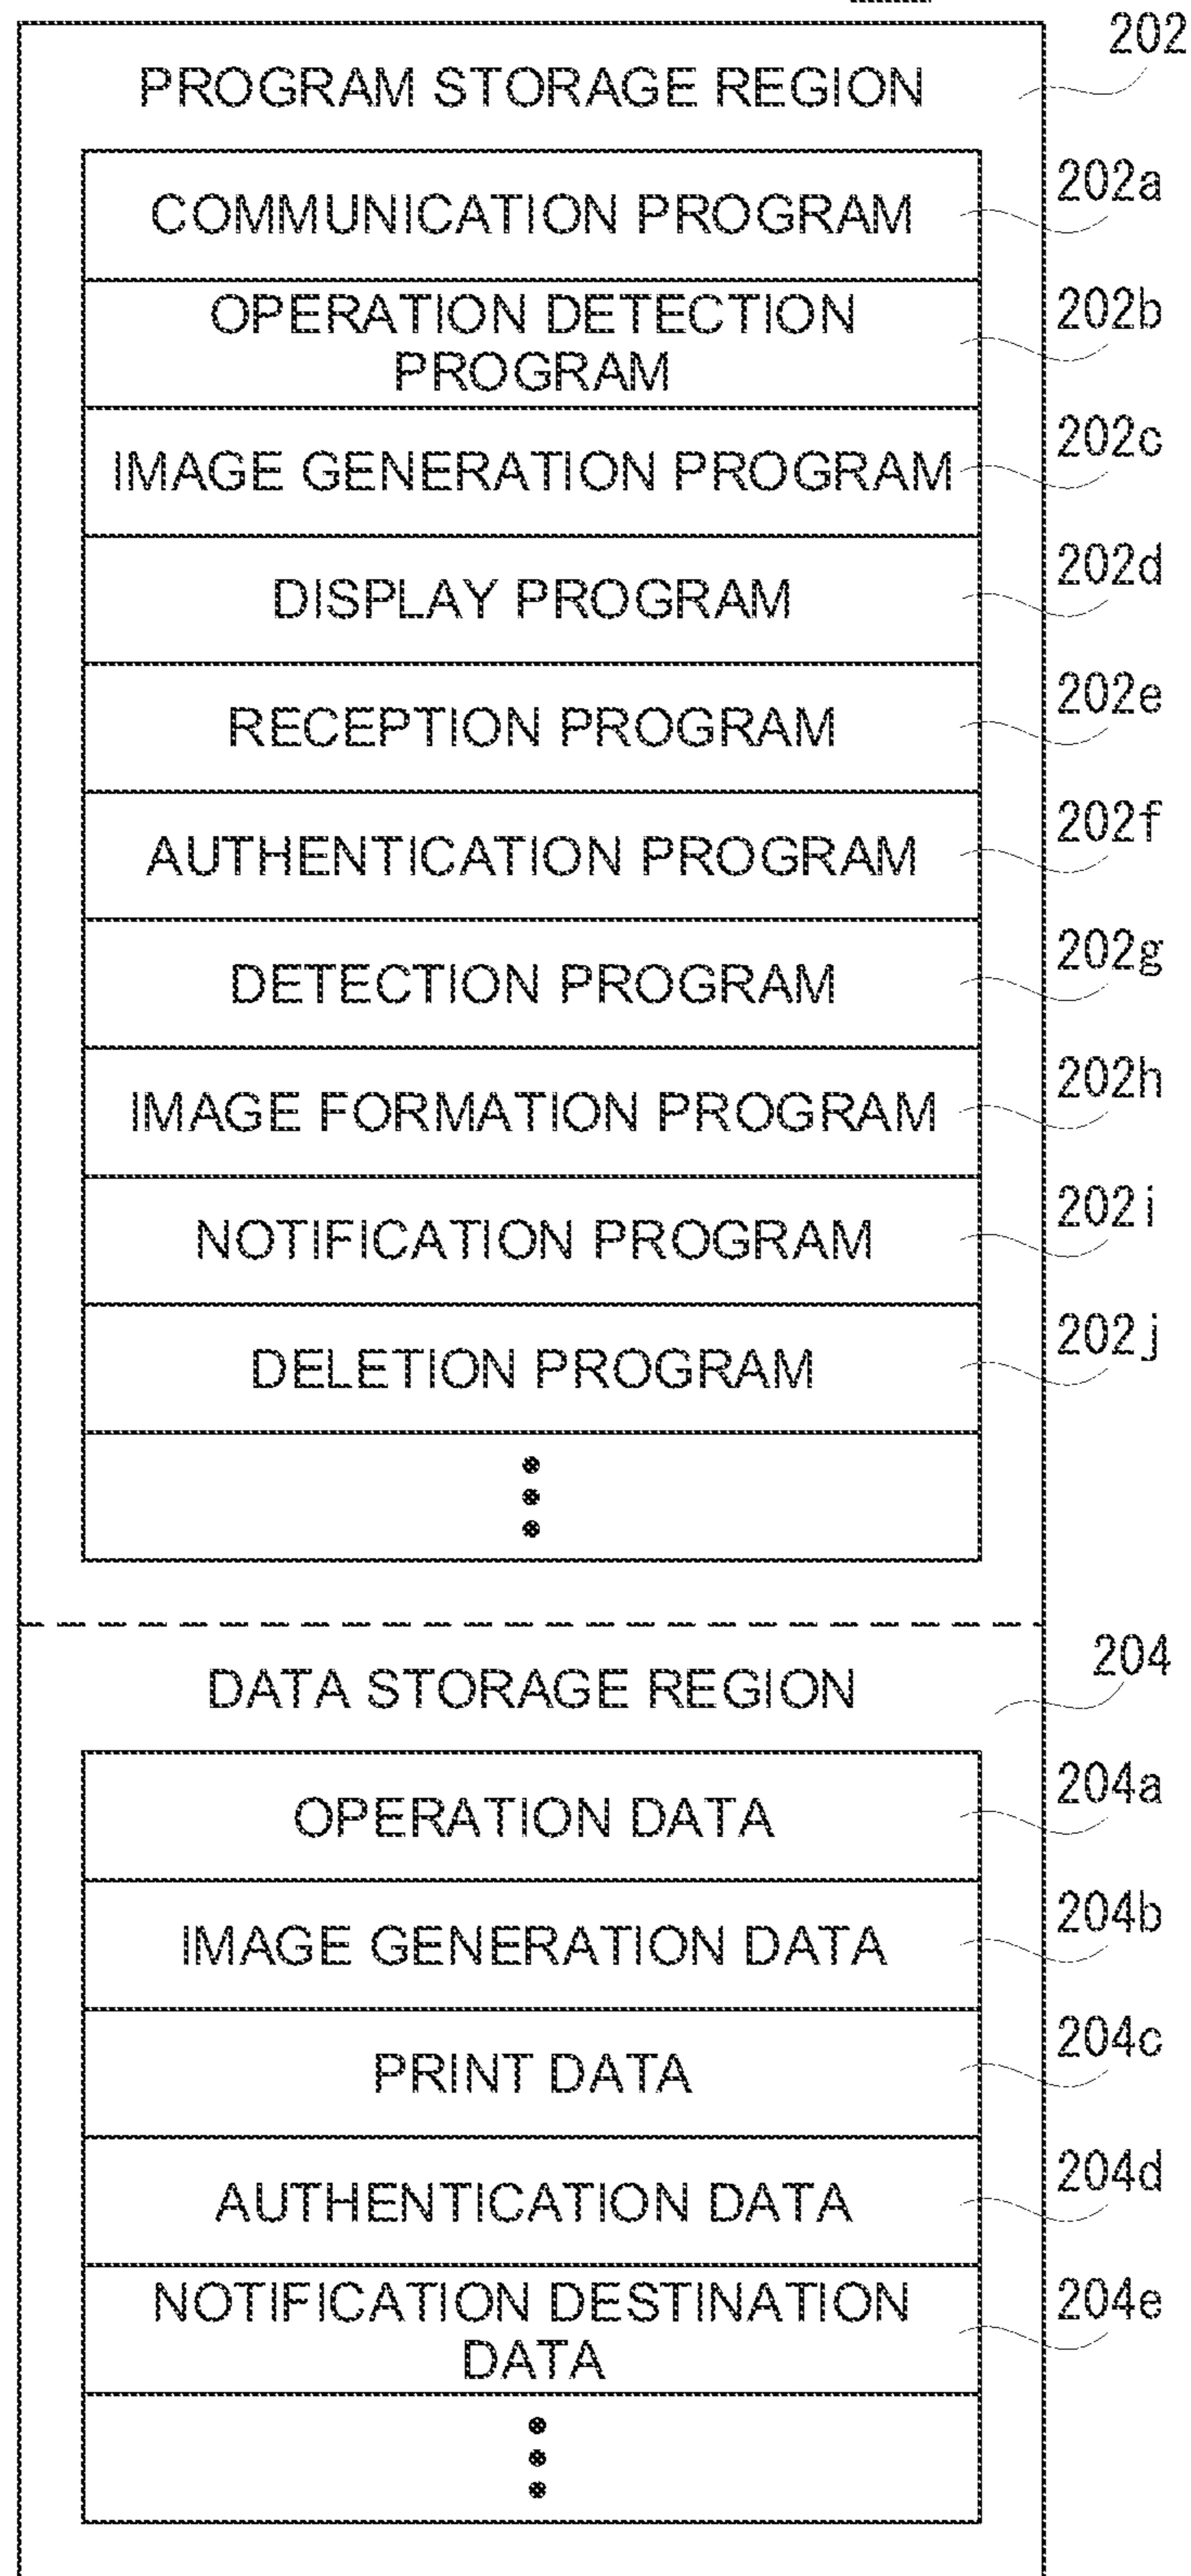 202
PROGRAM STORAGE REGION
COMMUNICATION PROGRAM
202a
OPERATION DETECTION
PROGRAM
202b
IMAGE GENERATION PROGRAM
202c
DISPLAY PROGRAM
202d
RECEPTION PROGRAM
202e
AUTHENTICATION PROGRAM
202f
DETECTION PROGRAM
202g
IMAGE FORMATION PROGRAM
202h
NOTIFICATION PROGRAM
202i
DELETION PROGRAM
202j
DATA STORAGE REGION
204
OPERATION DATA
204a
IMAGE GENERATION DATA
204b
PRINT DATA
204c
AUTHENTICATION DATA
204d
NOTIFICATION DESTINATION
DATA
204e